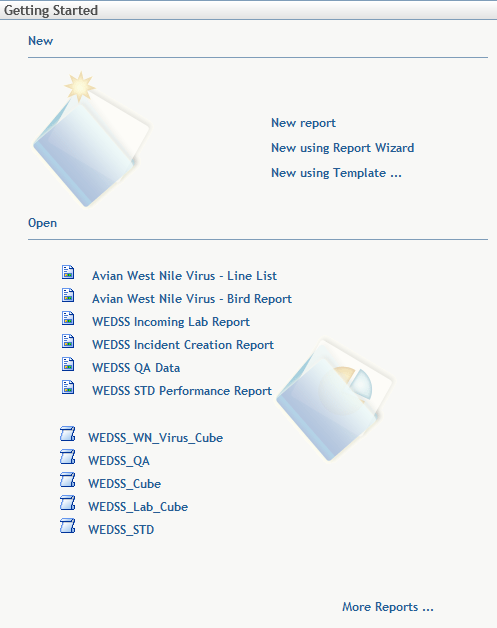 Getting Started
New
New report
New using Report Wizard
New using Template ...
Open
Avian West Nile Virus - Line List
Avian West Nile Virus - Bird Report
WEDSS Incoming Lab Report
WEDSS Incident Creation Report
WEDSS QA Data
WEDSS STD Performance Report
WEDSS_WN_Virus_Cube
WEDSS_QA
WEDSS_Cube
WEDSS_Lab_Cube
WEDSS_STD
More Reports ...